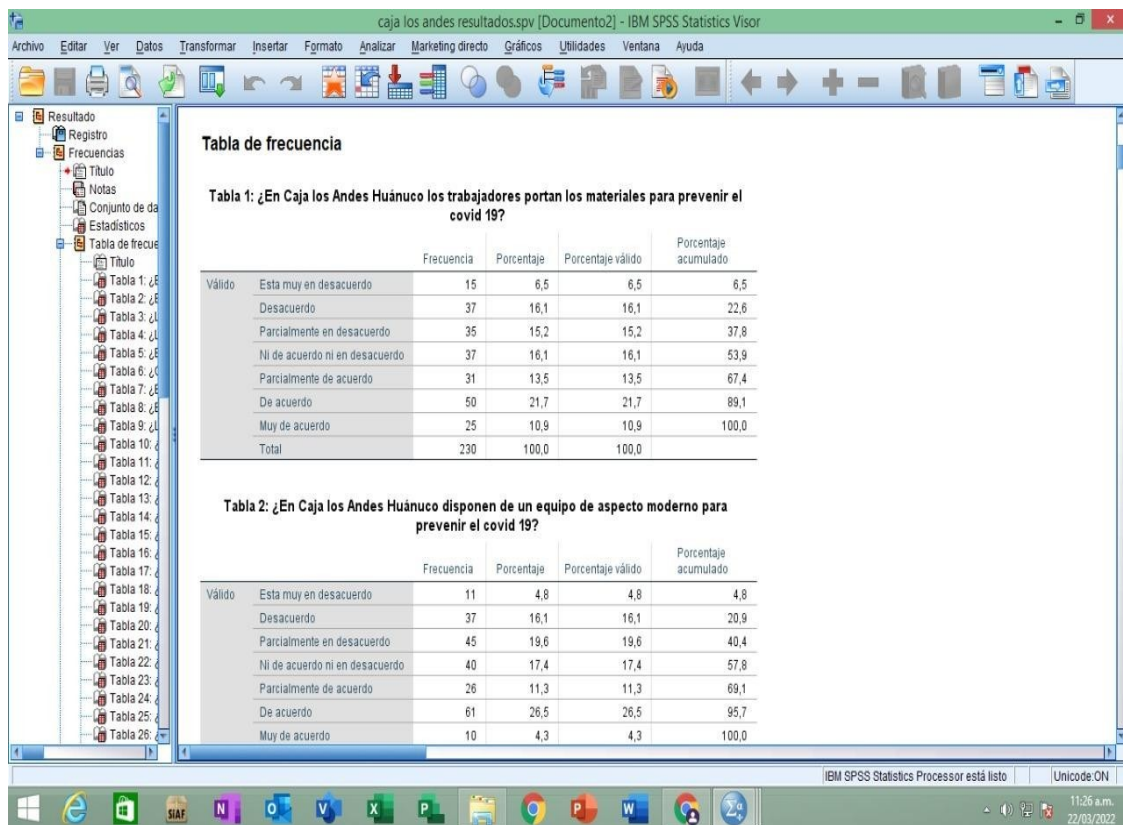 caja los andes resultados.spv [Documento2] - IBM SPSS Statistics Visor
Archivo Editar Ver Datos Transformar Insertar Formato Analizar Marketing directo Gráficos Utilidades Ventana Ayuda
Resultado
Registro
Frecuencias
Título
Notas
Conjunto de da
Estadísticos
Tabla de frecue
Título
Tabla 1: ¿E
Tabla 2: ¿E
Tabla 3: ¿L
Tabla 4: ¿L
Tabla 5: ¿E
Tabla 6: ¿C
Tabla 7: ¿E
Tabla 8: ¿E
Tabla 9: ¿L
Tabla 10: ¿
Tabla 11: ¿
Tabla 12: ¿
Tabla 13: ¿
Tabla 14: ¿
Tabla 15: ¿
Tabla 16: ¿
Tabla 17: ¿
Tabla 18: ¿
Tabla 19: ¿
Tabla 20: ¿
Tabla 21: ¿
Tabla 22: ¿
Tabla 23: ¿
Tabla 24: ¿
Tabla 25: ¿
Tabla 26: ¿
Tabla de frecuencia
Tabla 1: ¿En Caja los Andes Huánuco los trabajadores portan los materiales para prevenir el
covid 19?
Frecuencia Porcentaje Porcentaje válido Porcentaje
acumulado
Válido Esta muy en desacuerdo 15 6,5 6,5 6,5
Desacuerdo 37 16,1 16,1 22,6
Parcialmente en desacuerdo 35 15,2 15,2 37,8
Ni de acuerdo ni en desacuerdo 37 16,1 16,1 53,9
Parcialmente de acuerdo 31 13,5 13,5 67,4
De acuerdo 50 21,7 21,7 89,1
Muy de acuerdo 25 10,9 10,9 100,0
Total 230 100,0 100,0
Tabla 2: ¿En Caja los Andes Huánuco disponen de un equipo de aspecto moderno para
prevenir el covid 19?
Frecuencia Porcentaje Porcentaje válido Porcentaje
acumulado
Válido Esta muy en desacuerdo 11 4,8 4,8 4,8
Desacuerdo 37 16,1 16,1 20,9
Parcialmente en desacuerdo 45 19,6 19,6 40,4
Ni de acuerdo ni en desacuerdo 40 17,4 17,4 57,8
Parcialmente de acuerdo 26 11,3 11,3 69,1
De acuerdo 61 26,5 26,5 95,7
Muy de acuerdo 10 4,3 4,3 100,0
IBM SPSS Statistics Processor está listo Unicode:ON
SIAF
11:26 a.m.
22/03/2022